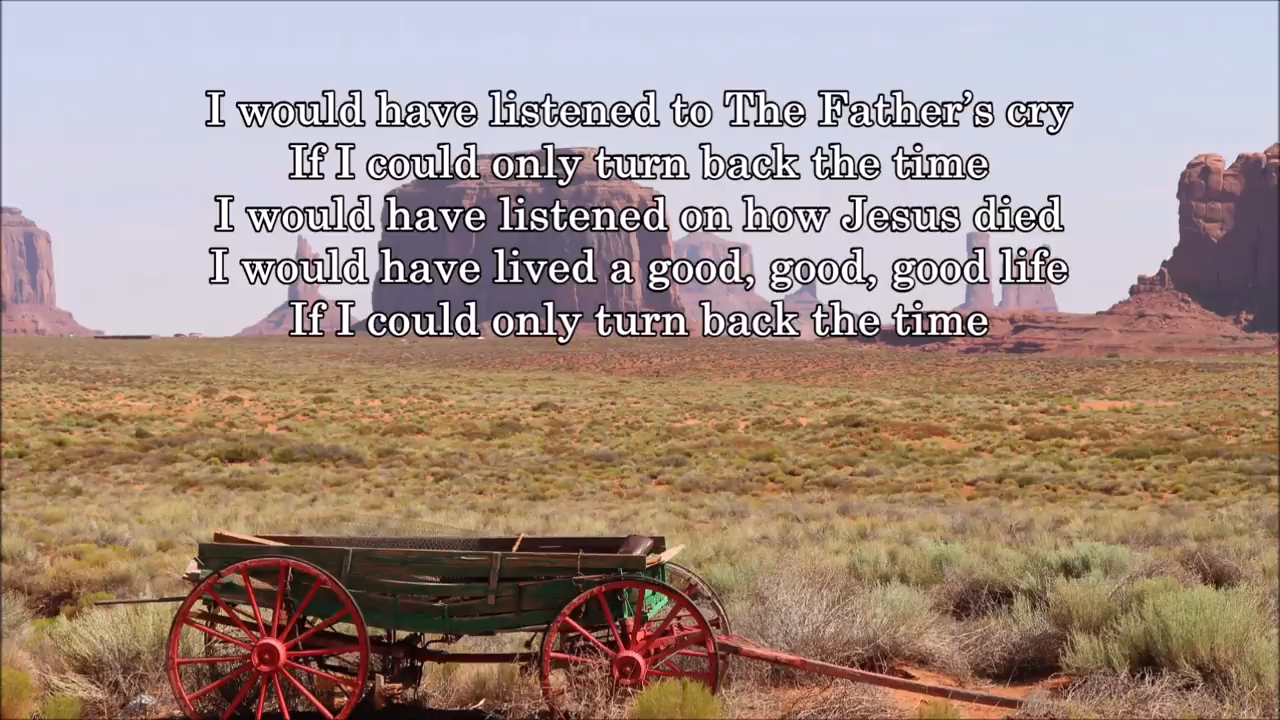 I would have listened to The Father's cry
If I could only turn back the time
I would have listened on how Jesus died
I would have lived a good, good, good life
If I could only turn back the time